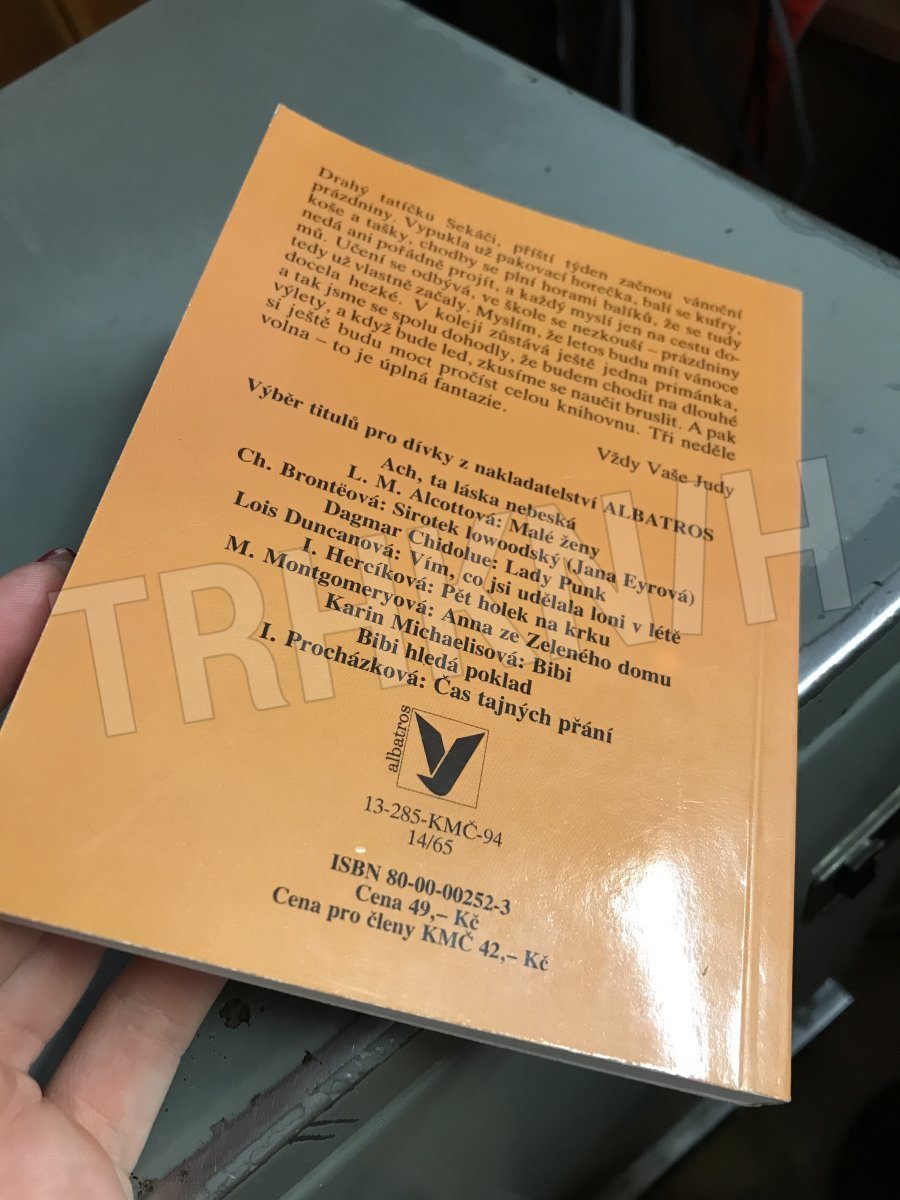 Drahý tatíčku Sekáči, příští týden začnou vánoční
prázdniny. Vypukla už pakovací horečka, balí se kufry,
koše a tašky, chodby se plní horami balíků, že se tudy
nedá ani pořádně projít, a každý myslí jen na cestu do-
mů. Učení se odbývá, ve škole se nezkouší – prázdniny
tedy už vlastně začaly. Myslím, že letos budu mít vánoce
docela hezké. V koleji zůstává ještě jedna primánka,
a tak jsme se spolu dohodly, že budem chodit na dlouhé
výlety, a když bude led, zkusíme se naučit bruslit. A pak
si ještě budu moct pročíst celou knihovnu. Tři neděle
volna – to je úplná fantazie.
Vždy Vaše Judy
Výběr titulů pro dívky z nakladatelství ALBATROS
Ach, ta láska nebeská
L. M. Alcottová: Malé ženy
Ch. Brontëová: Sirotek lowoodský (Jana Eyrová)
Dagmar Chidolue: Lady Punk
Lois Duncanová: Vím, co jsi udělala loni v létě
I. Hercíková: Pět holek na krku
M. Montgomeryová: Anna ze Zeleného domu
Karin Michaelisová: Bibi
Bibi hledá poklad
I. Procházková: Čas tajných přání
albatros
13-285-KMČ-94
14/65
ISBN 80-00-00252-3
Cena 49,– Kč
Cena pro členy KMČ 42,– Kč
TRHKNIH